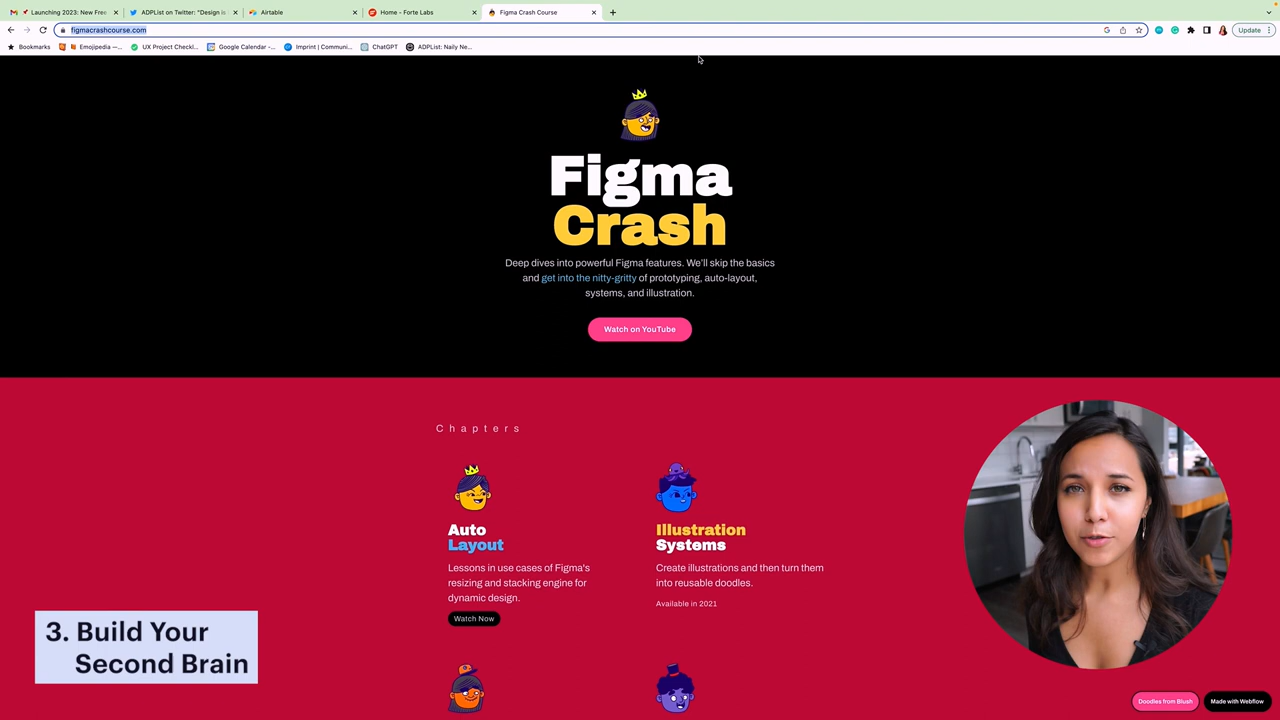 Launching 2023: New Free
ADPList on Twitter: "Design is
Airtable
Home - Forte Labs
Figma Crash Course
figmacrashcourse.com
Update
Bookmarks
Emojipedia —...
UX Project Checkl...
Google Calendar -...
Imprint | Communi...
ChatGPT
ADPList: Naily Ne...
Figma
Crash
Deep dives into powerful Figma features. We'll skip the basics
and get into the nitty-gritty of prototyping, auto-layout,
systems, and illustration.
Watch on YouTube
Chapters
Auto
Layout
Lessons in use cases of Figma's
resizing and stacking engine for
dynamic design.
Watch Now
Illustration
Systems
Create illustrations and then turn them
into reusable doodles.
Available in 2021
3. Build Your
Second Brain
Doodles from Blush
Made with Webflow